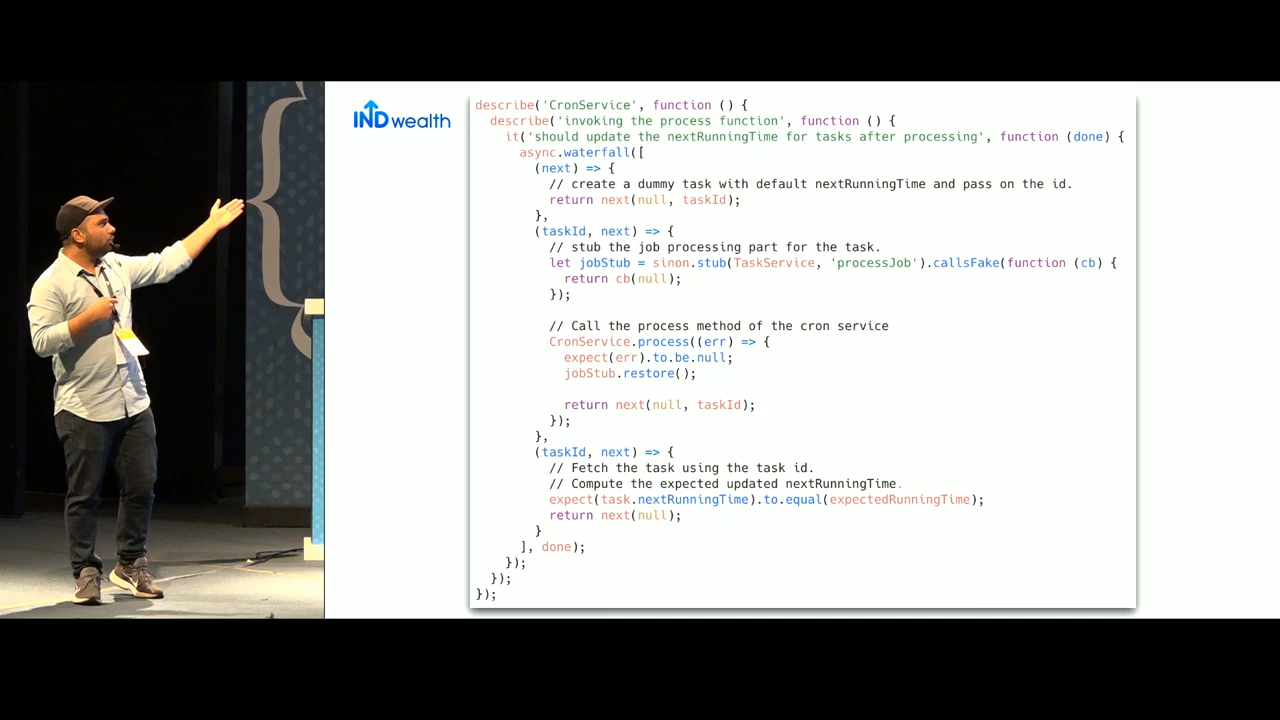 INDwealth
describe('CronService', function () {
describe('invoking the process function', function () {
it('should update the nextRunningTime for tasks after processing', function (done) {
async.waterfall([
(next) => {
// create a dummy task with default nextRunningTime and pass on the id.
return next(null, taskId);
},
(taskId, next) => {
// stub the job processing part for the task.
let jobStub = sinon.stub(TaskService, 'processJob').callsFake(function (cb) {
return cb(null);
});
// Call the process method of the cron service
CronService.process((err) => {
expect(err).to.be.null;
jobStub.restore();
return next(null, taskId);
});
},
(taskId, next) => {
// Fetch the task using the task id.
// Compute the expected updated nextRunningTime.
expect(task.nextRunningTime).to.equal(expectedRunningTime);
return next(null);
}
], done);
});
});
});